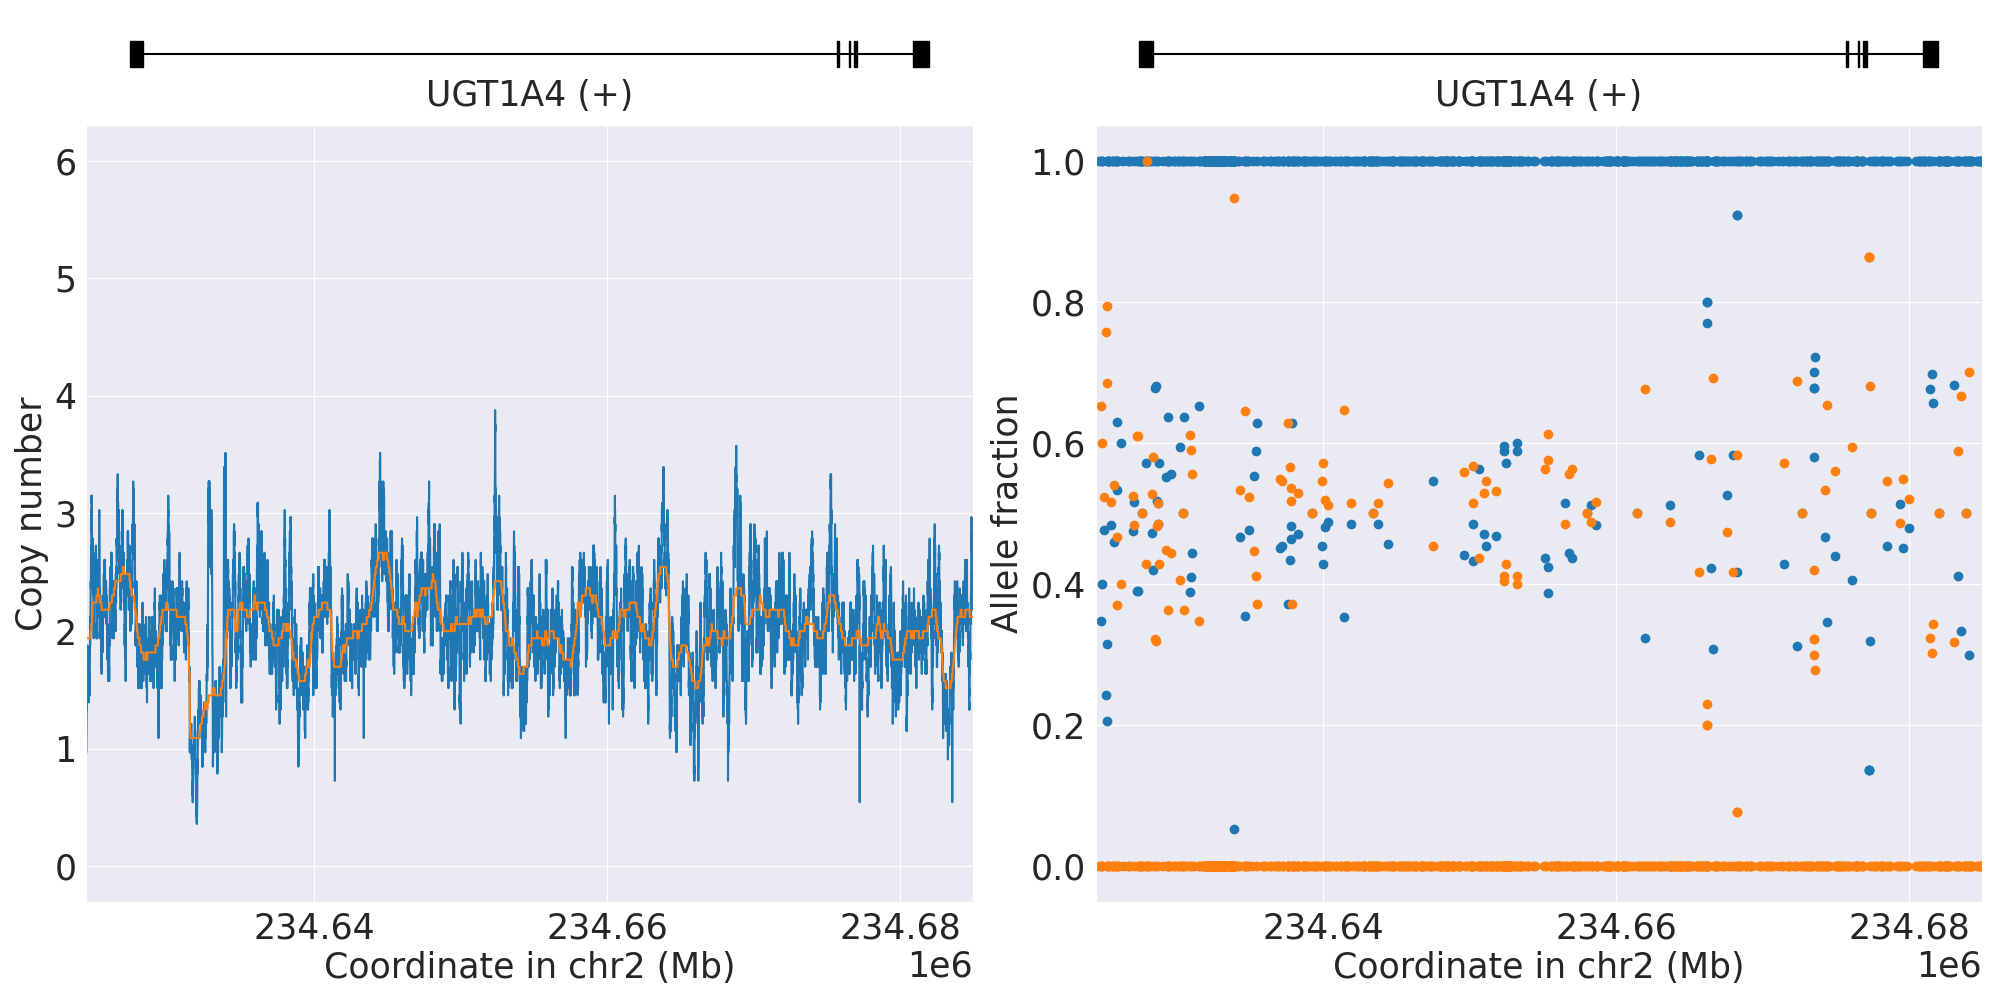 UGT1A4 (+)
6
5
4
3
2
1
0
Copy number
234.64
234.66
234.68
1e6
Coordinate in chr2 (Mb)
UGT1A4 (+)
1.0
0.8
0.6
0.4
0.2
0.0
Allele fraction
234.64
234.66
234.68
1e6
Coordinate in chr2 (Mb)